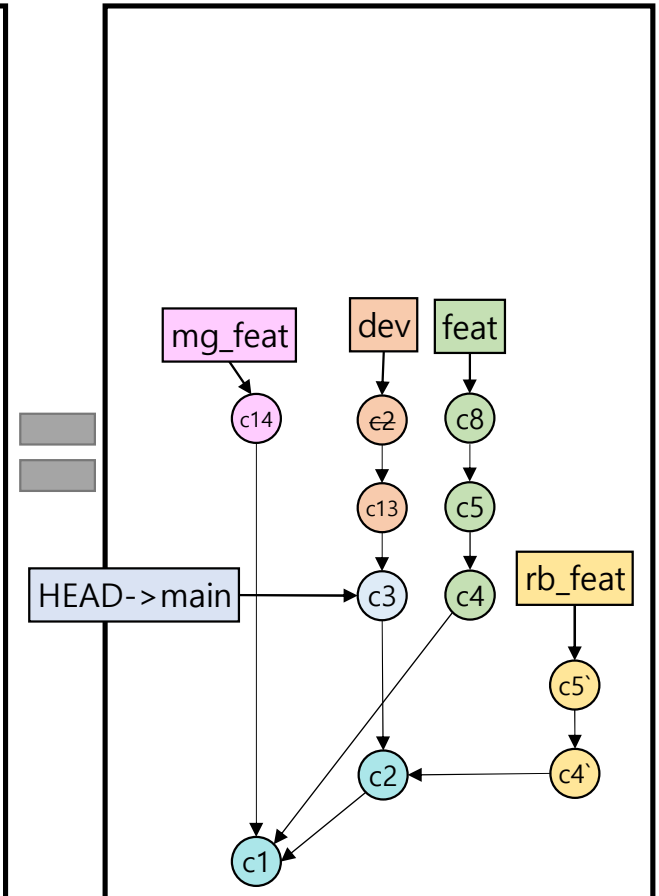 mg_feat
dev
feat
c14
c2
c8
c13
c5
HEAD->main
c3
c4
rb_feat
c5`
c2
c4`
c1